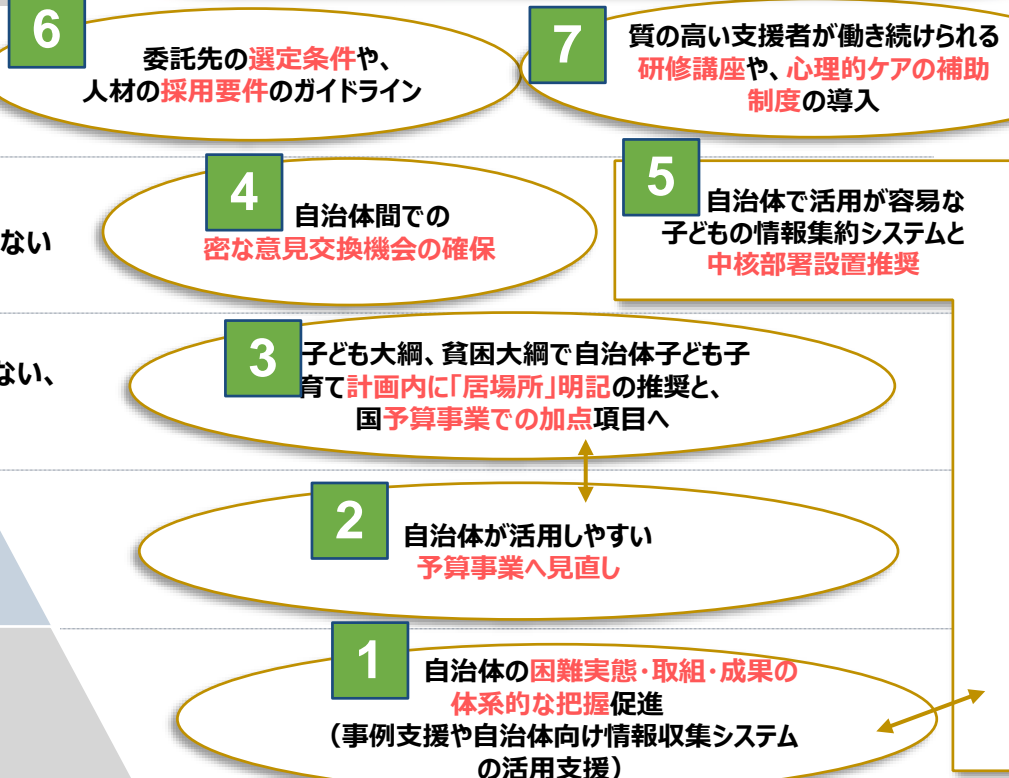 6
委託先の選定条件や、
人材の採用要件のガイドライン
7
質の高い支援者が働き続けられる
研修講座や、心理的ケアの補助
制度の導入
4
自治体間での
密な意見交換機会の確保
5
自治体で活用が容易な
子どもの情報集約システムと
中核部署設置推奨
ない
3
子ども大綱、貧困大綱で自治体子ども子
育て計画内に「居場所」明記の推奨と、
国予算事業での加点項目へ
ない、
2
自治体が活用しやすい
予算事業へ見直し
1
自治体の困難実態・取組・成果の
体系的な把握促進
（事例支援や自治体向け情報収集システム
の活用支援）